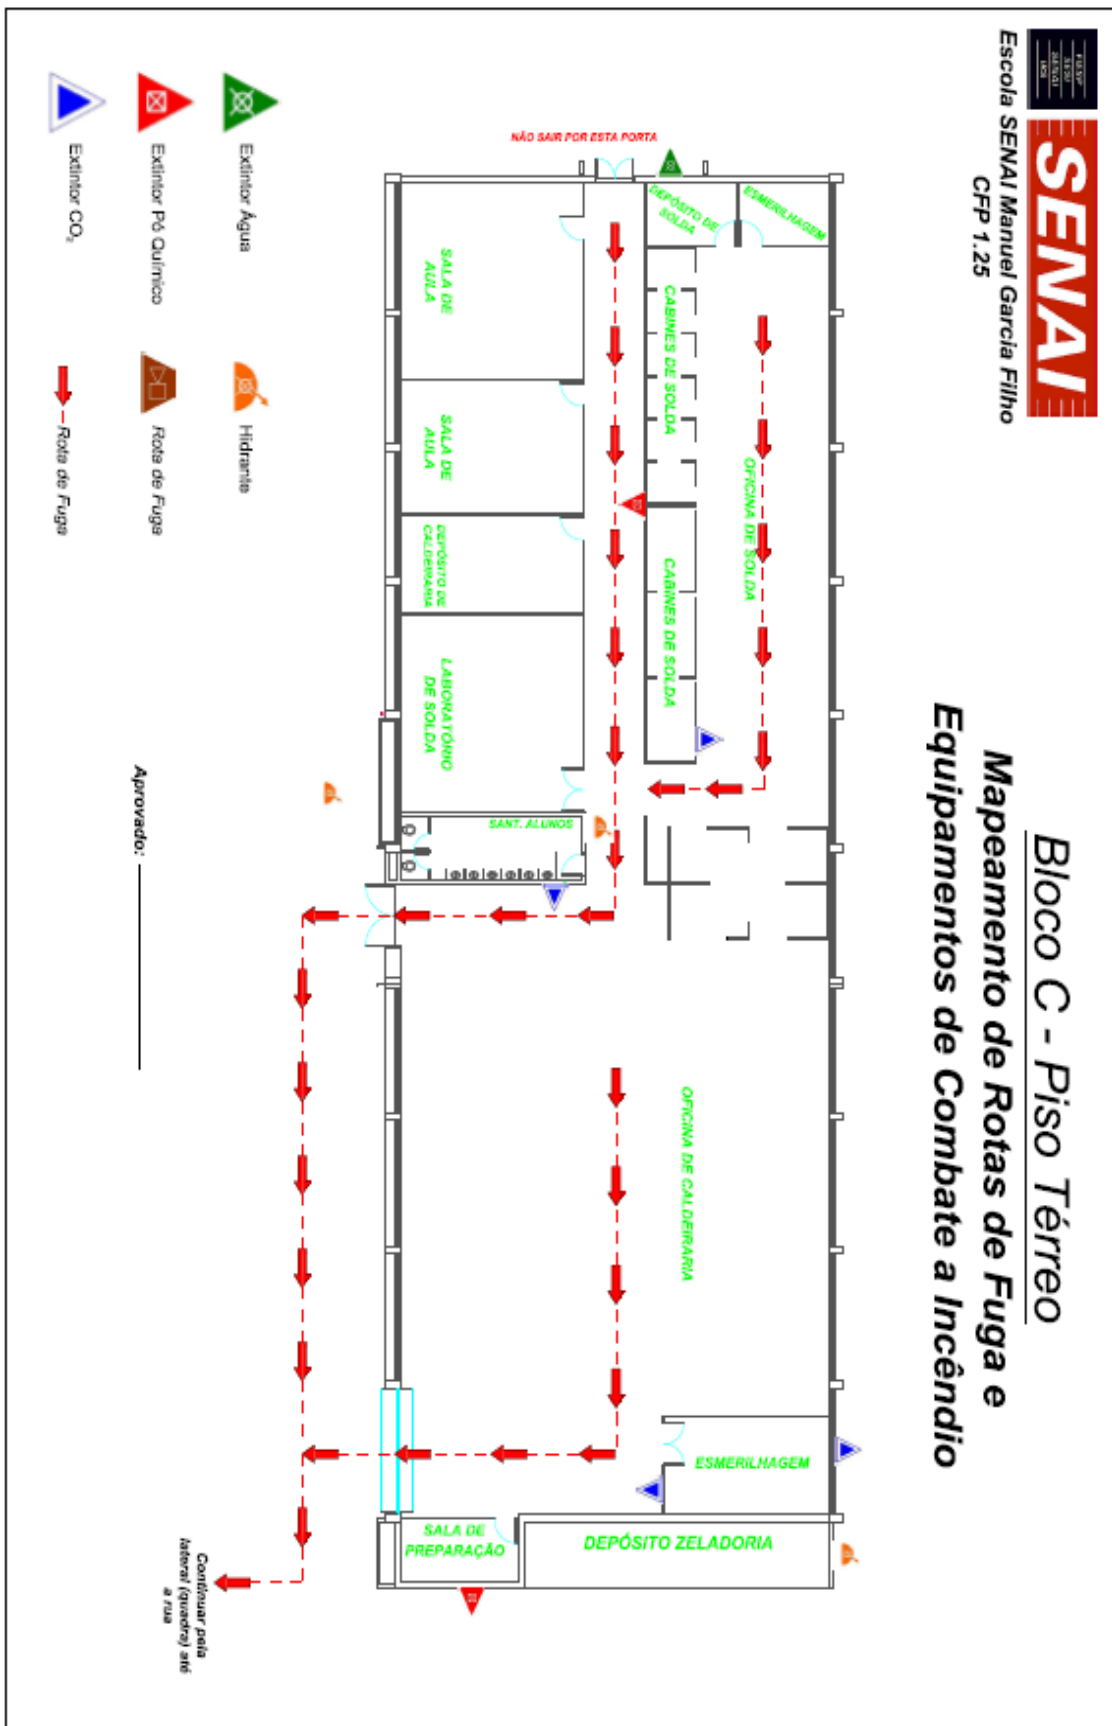 SENAI
Escola SENAI Manuel Garcia Filho
CFP 1.25
Bloco C - Piso Térreo
Mapeamento de Rotas de Fuga e
Equipamentos de Combate a Incêndio
NÃO SAIR POR ESTA PORTA
ESMERILHAGEM
DEPÓSITO DE
SOLDA
CABINES DE SOLDA
OFICINA DE SOLDA
CABINES DE SOLDA
SALA DE
AULA
SALA DE
AULA
DEPÓSITO DE
CALDEIRARIA
LABORATÓRIO
DE SOLDA
SANT. ALUNOS
OFICINA DE CALDEIRARIA
ESMERILHAGEM
SALA DE
PREPARAÇÃO
DEPÓSITO ZELADORIA
Continuar pela
lateral (quadra) até
a rua
Extintor Água
Extintor Pó Químico
Extintor CO₂
Hidrante
Rota de Fuga
Rota de Fuga
Aprovado: